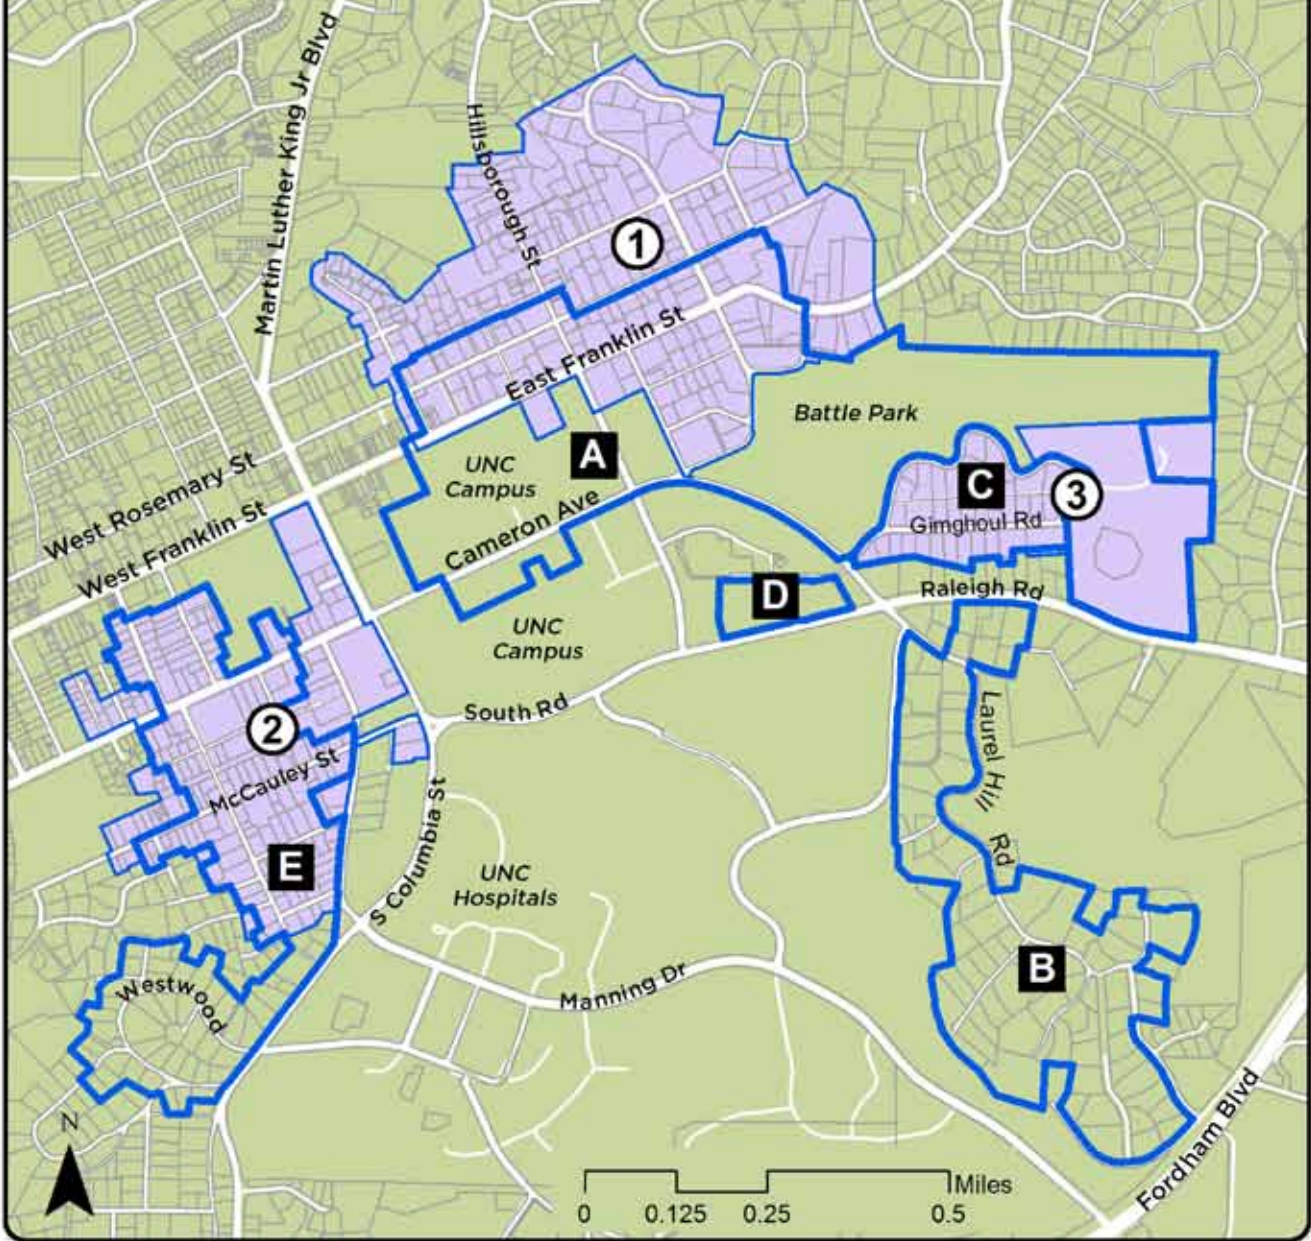 Martin Luther King Jr Blvd
Hillsborough St
1
East Franklin St
Battle Park
A
UNC
Campus
C
3
Gimghoul Rd
West Rosemary St
West Franklin St
Cameron Ave
Raleigh Rd
D
UNC
Campus
South Rd
2
McCauley St
Laurel Hill Rd
E
S Columbia St
UNC
Hospitals
B
Westwood
Manning Dr
Fordham Blvd
N
Miles
0 0.125 0.25 0.5